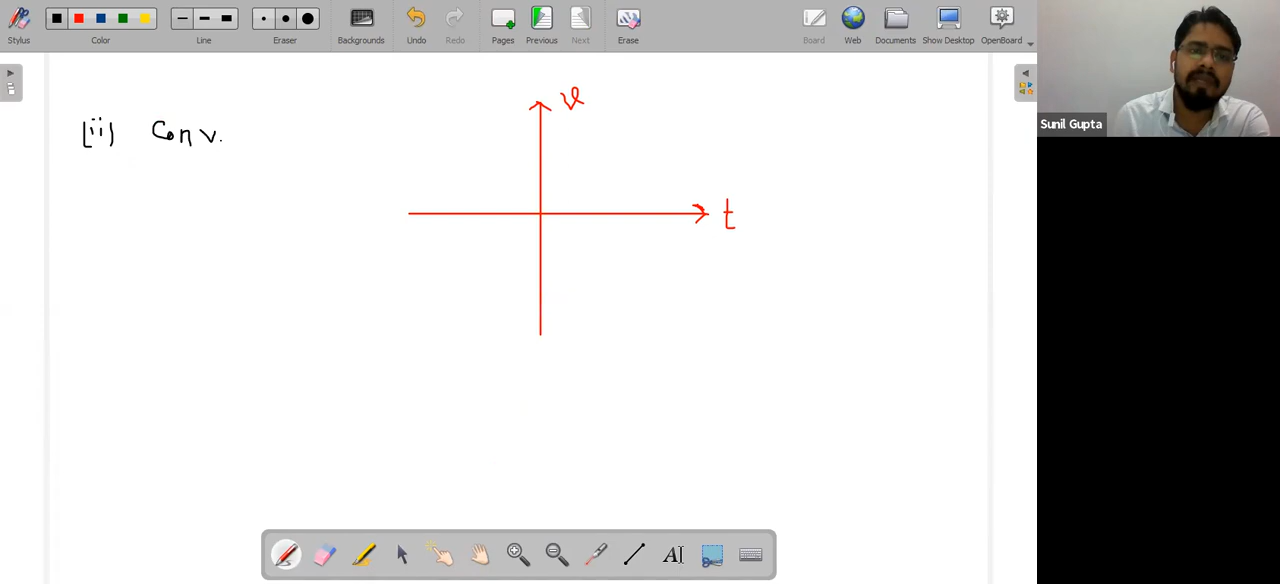 Stylus Color Line Eraser Backgrounds Undo Redo Pages Previous Next Erase Board Web Documents Show Desktop OpenBoard
Sunil Gupta
v
(ii) Conv.
t
A